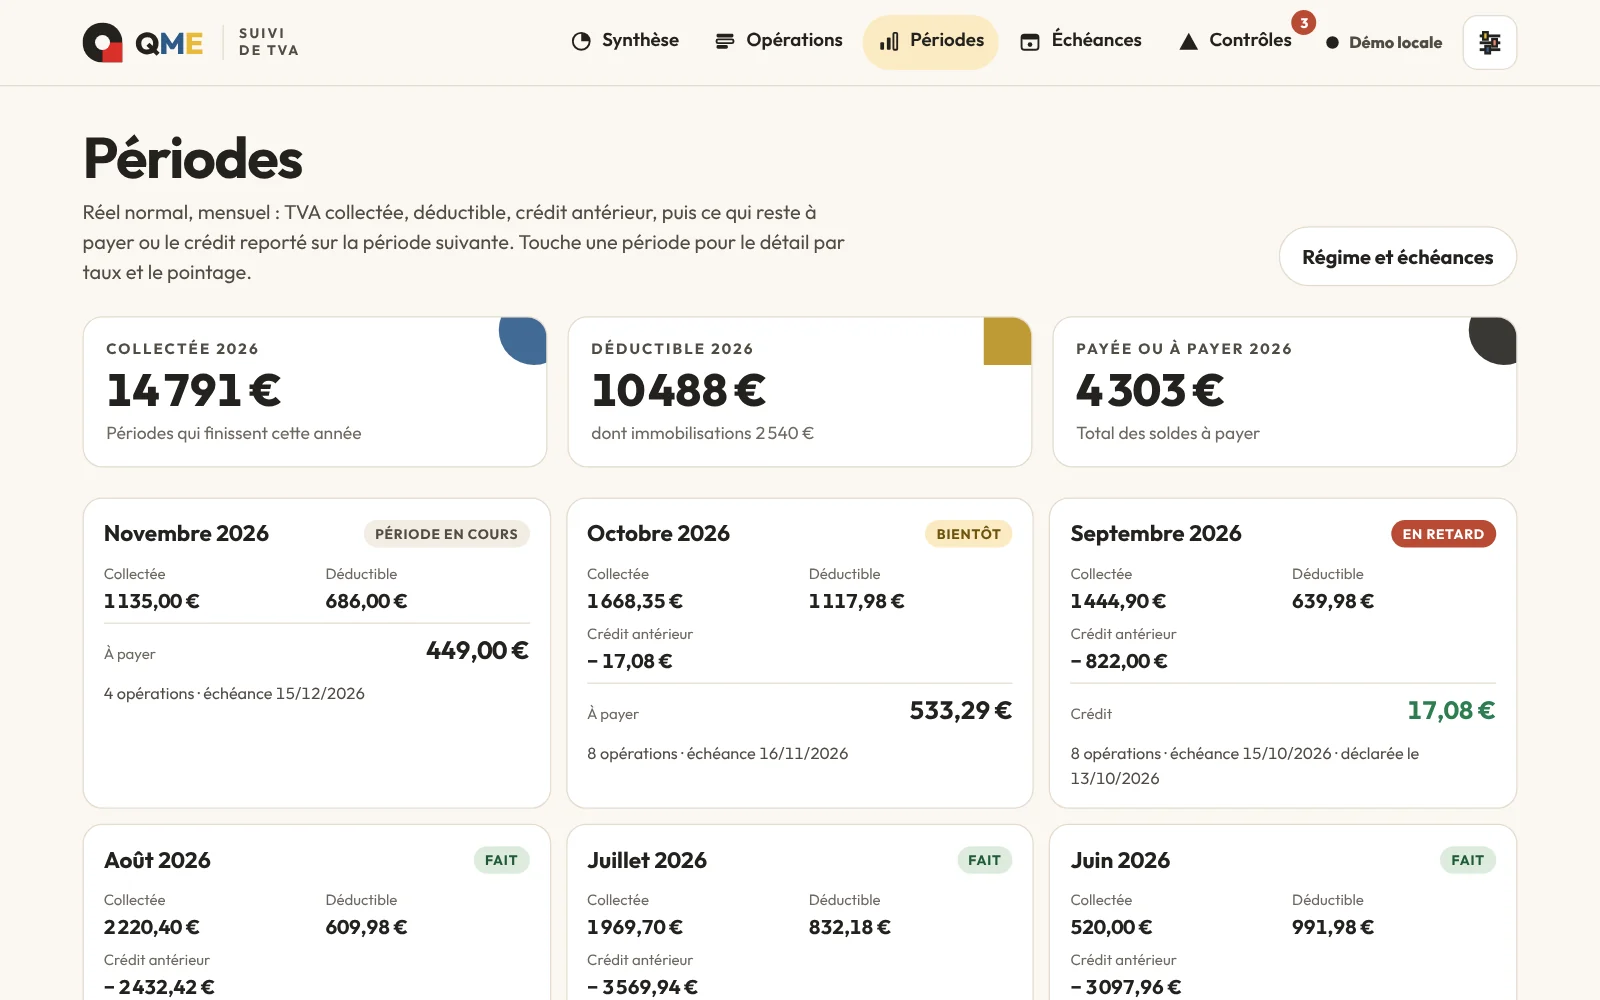 QME
SUIVI
DE TVA
Synthèse
Opérations
Périodes
Échéances
Contrôles
3
Démo locale
Périodes
Réel normal, mensuel : TVA collectée, déductible, crédit antérieur, puis ce qui reste à
payer ou le crédit reporté sur la période suivante. Touche une période pour le détail par
taux et le pointage.
Régime et échéances
COLLECTÉE 2026
14 791 €
Périodes qui finissent cette année
DÉDUCTIBLE 2026
10 488 €
dont immobilisations 2 540 €
PAYÉE OU À PAYER 2026
4 303 €
Total des soldes à payer
Novembre 2026
PÉRIODE EN COURS
Collectée
Déductible
1 135,00 €
686,00 €
À payer
449,00 €
4 opérations · échéance 15/12/2026
Octobre 2026
BIENTÔT
Collectée
Déductible
1 668,35 €
1 117,98 €
Crédit antérieur
− 17,08 €
À payer
533,29 €
8 opérations · échéance 16/11/2026
Septembre 2026
EN RETARD
Collectée
Déductible
1 444,90 €
639,98 €
Crédit antérieur
− 822,00 €
Crédit
17,08 €
8 opérations · échéance 15/10/2026 · déclarée le
13/10/2026
Août 2026
FAIT
Collectée
Déductible
2 220,40 €
609,98 €
Crédit antérieur
− 2 432,42 €
Juillet 2026
FAIT
Collectée
Déductible
1 969,70 €
832,18 €
Crédit antérieur
− 3 569,94 €
Juin 2026
FAIT
Collectée
Déductible
520,00 €
991,98 €
Crédit antérieur
− 3 097,96 €